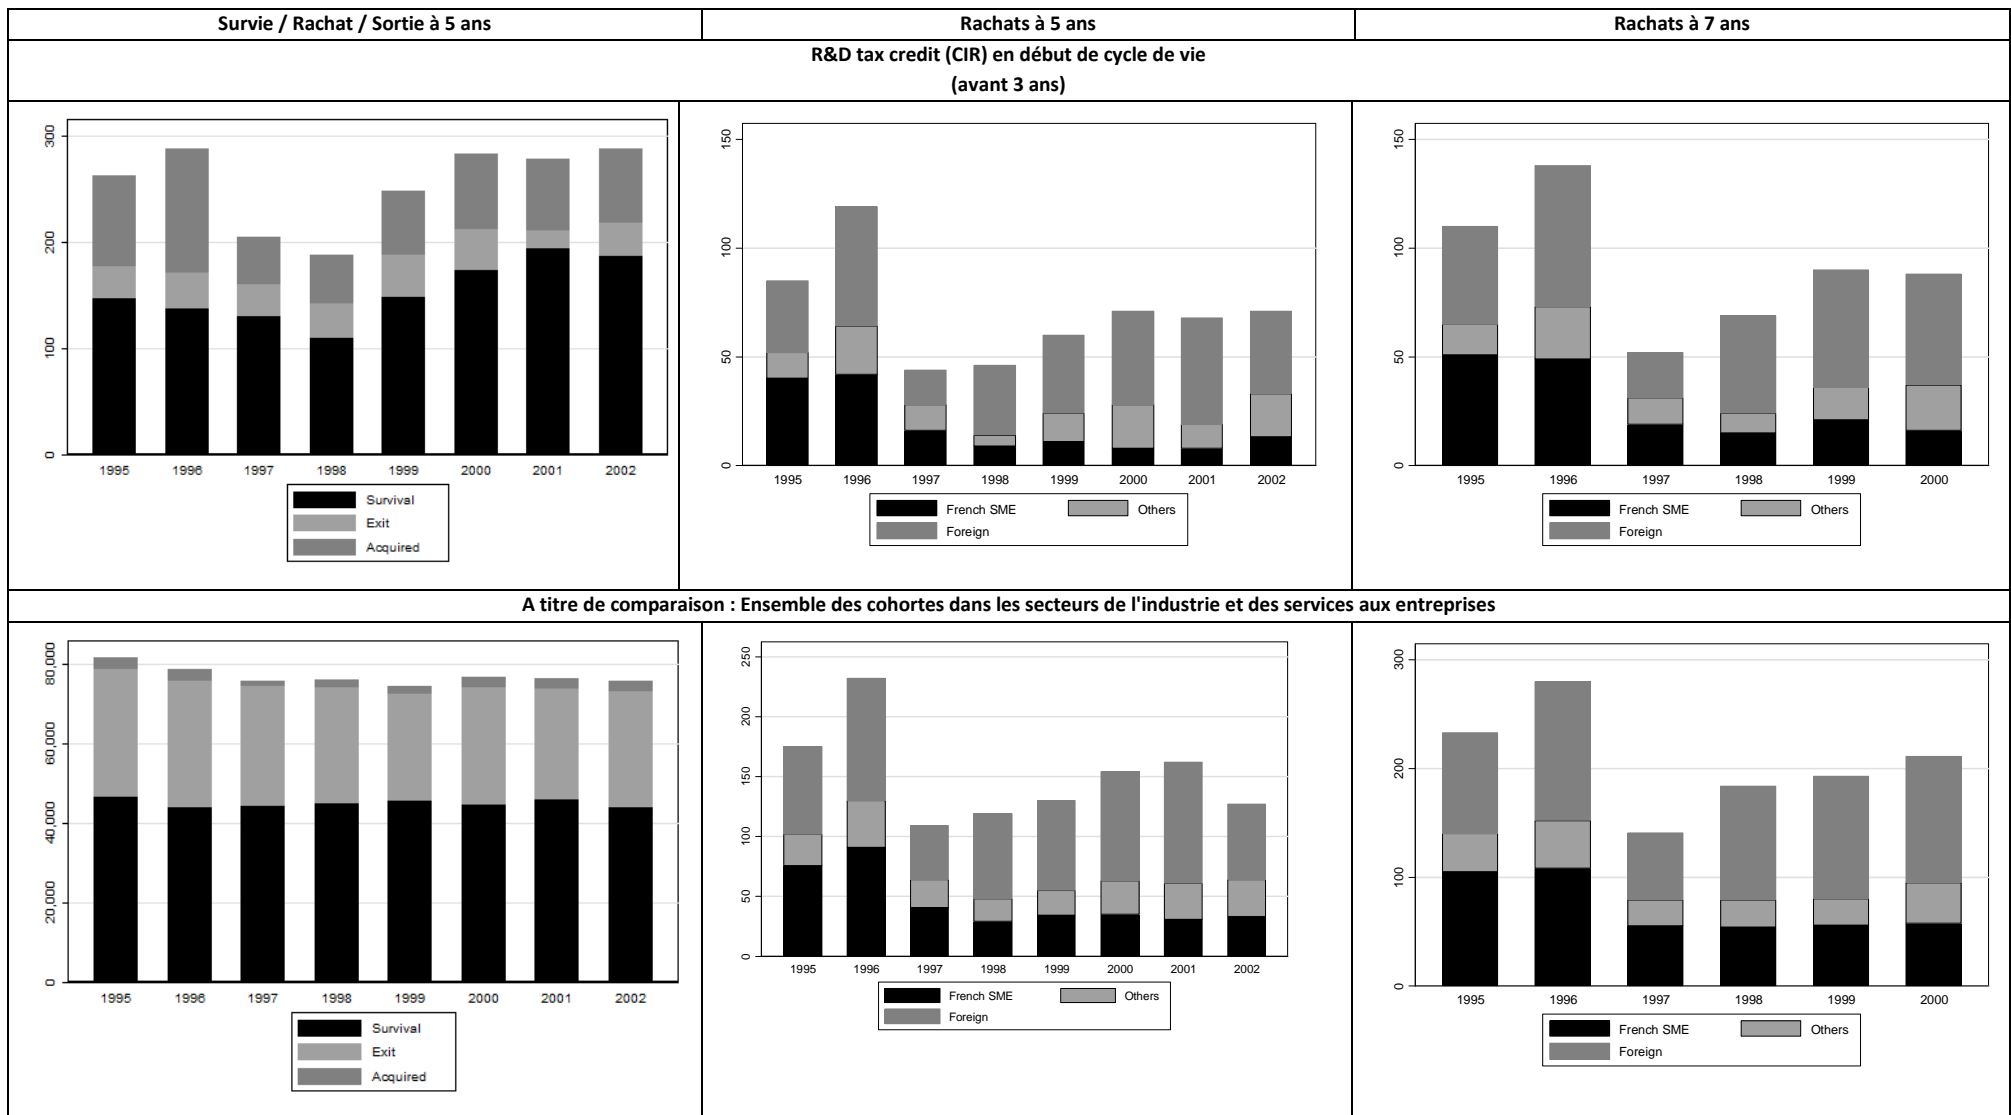 Survie / Rachat / Sortie à 5 ans
Rachats à 5 ans
Rachats à 7 ans
R&D tax credit (CIR) en début de cycle de vie
(avant 3 ans)
300
200
100
0
1995 1996 1997 1998 1999 2000 2001 2002
Survival
Exit
Acquired
150
100
50
0
1995 1996 1997 1998 1999 2000 2001 2002
French SME Others
Foreign
150
100
50
0
1995 1996 1997 1998 1999 2000
French SME Others
Foreign
A titre de comparaison : Ensemble des cohortes dans les secteurs de l'industrie et des services aux entreprises
80,000
60,000
40,000
20,000
0
1995 1996 1997 1998 1999 2000 2001 2002
Survival
Exit
Acquired
250
200
150
100
50
0
1995 1996 1997 1998 1999 2000 2001 2002
French SME Others
Foreign
300
200
100
0
1995 1996 1997 1998 1999 2000
French SME Others
Foreign